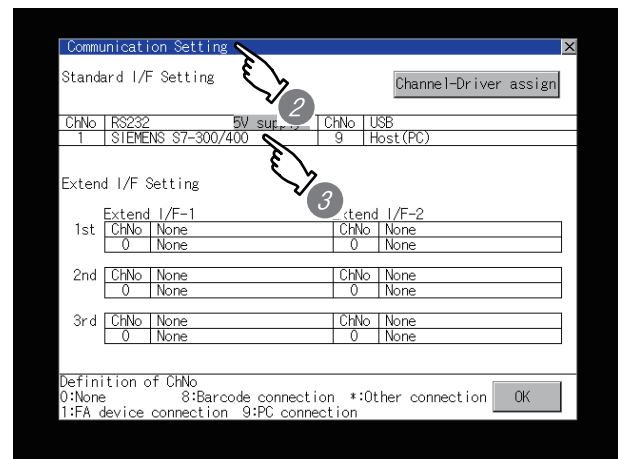 Communication Setting ×
Standard I/F Setting
Channel-Driver assign
2
ChNo RS232 5V supply ChNo USB
1 SIEMENS S7-300/400 9 Host(PC)
3
Extend I/F Setting
Extend I/F-1 Extend I/F-2
1st ChNo None ChNo None
0 None 0 None
2nd ChNo None ChNo None
0 None 0 None
3rd ChNo None ChNo None
0 None 0 None
Definition of ChNo
0:None 8:Barcode connection *:Other connection
1:FA device connection 9:PC connection
OK